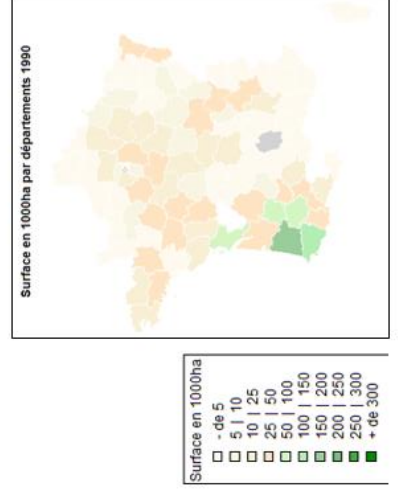 Surface en 1000ha par départements 1990
Surface en 1000ha
- de 5
5 | 10
10 | 25
25 | 50
50 | 100
100 | 150
150 | 200
200 | 250
250 | 300
+ de 300